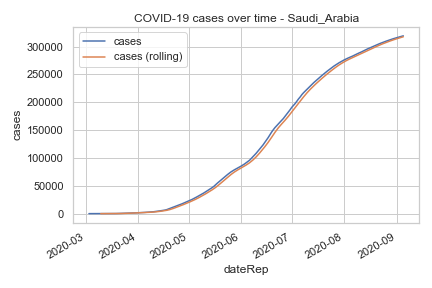 COVID-19 cases over time - Saudi_Arabia
cases
cases (rolling)
300000
250000
200000
150000
100000
50000
0
cases
2020-03
2020-04
2020-05
2020-06
2020-07
2020-08
2020-09
dateRep